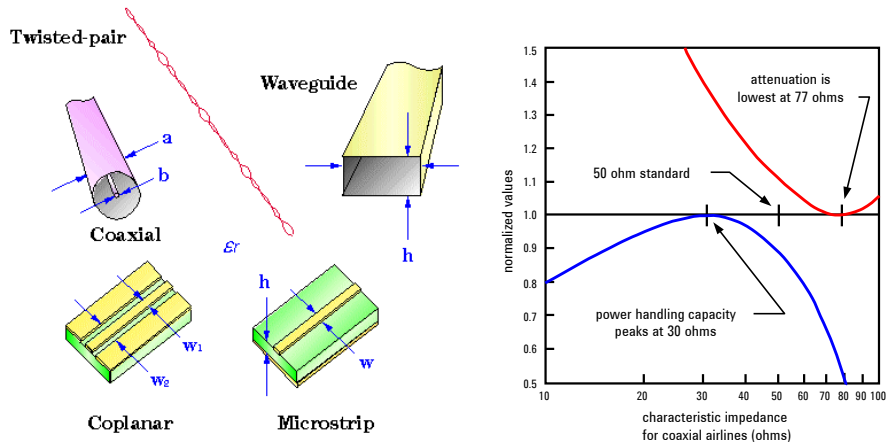 Twisted-pair
Waveguide
a
b
Coaxial
h
εr
h
w₁
w₂
w
Coplanar
Microstrip
normalized values
1.5
1.4
1.3
1.2
1.1
1.0
0.9
0.8
0.7
0.6
0.5
attenuation is
lowest at 77 ohms
50 ohm standard
power handling capacity
peaks at 30 ohms
10 20 30 40 50 60 70 80 90 100
characteristic impedance
for coaxial airlines (ohms)